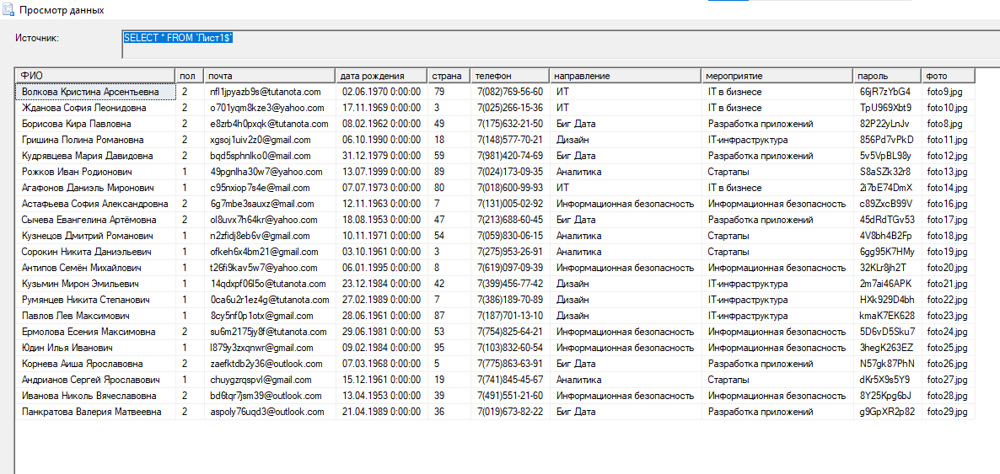 Просмотр данных
Источник: SELECT * FROM `Лист1$`
ФИО пол почта дата рождения страна телефон направление мероприятие пароль фото
Волкова Кристина Арсентьевна 2 nfl1jpyazb9s@tutanota.com 02.06.1970 0:00:00 79 7(082)769-56-60 ИТ IT в бизнесе 66jR7zYbG4 foto9.jpg
Жданова София Леонидовна 2 o701yqm8kze3@yahoo.com 17.11.1969 0:00:00 3 7(025)266-15-36 ИТ IT в бизнесе TpU969Xbt9 foto10.jpg
Борисова Кира Павловна 2 e8zrb4h0pxqk@tutanota.com 08.02.1962 0:00:00 49 7(175)632-21-50 Биг Дата Разработка приложений 82P22yLnJv foto8.jpg
Гришина Полина Романовна 2 xgsoj1uiv2z0@gmail.com 06.10.1990 0:00:00 18 7(148)577-70-21 Дизайн IT-инфраструктура 856Pd7vPkD foto11.jpg
Кудрявцева Мария Давидовна 2 bqd5sphnlko0@mail.com 31.12.1979 0:00:00 59 7(981)420-74-69 Биг Дата Разработка приложений 5v5VpBL98y foto12.jpg
Рожков Иван Родионович 1 49pgnlha30w7@yahoo.com 13.07.1999 0:00:00 89 7(024)173-09-35 Аналитика Стартапы S8aSZk32r8 foto13.jpg
Агафонов Даниэль Миронович 1 c95nxiop7s4e@mail.com 07.07.1973 0:00:00 80 7(018)600-99-93 ИТ IT в бизнесе 2i7bE74DmX foto14.jpg
Астафьева София Александровна 2 6g7mbe3sauxz@mail.com 12.11.1963 0:00:00 7 7(131)005-02-92 Информационная безопасность Информационная безопасность c89ZxcB99V foto16.jpg
Сычева Евангелина Артёмовна 2 ol8uvx7h64kr@yahoo.com 18.08.1953 0:00:00 47 7(213)688-60-45 Биг Дата Разработка приложений 45dRdTGv53 foto17.jpg
Кузнецов Дмитрий Романович 1 n2zfidj8eb6v@gmail.com 10.11.1971 0:00:00 54 7(059)830-06-15 Аналитика Стартапы 4V8bh4B2Fp foto18.jpg
Сорокин Никита Даниэльевич 1 ofkeh6x4bm21@gmail.com 03.10.1961 0:00:00 3 7(275)953-26-91 Аналитика Стартапы 6gg95K7HMy foto19.jpg
Антипов Семён Михайлович 1 t26fi9kav5w7@yahoo.com 06.01.1995 0:00:00 8 7(619)097-09-39 Информационная безопасность Информационная безопасность 32KLr8jh2T foto20.jpg
Кузьмин Мирон Эмильевич 1 14qdxpf06l5o@tutanota.com 23.12.1984 0:00:00 42 7(399)456-77-42 Дизайн IT-инфраструктура 2m7ai46APK foto21.jpg
Румянцев Никита Степанович 1 0ca6u2r1ez4g@tutanota.com 27.02.1989 0:00:00 7 7(386)189-70-89 Дизайн IT-инфраструктура HXk929D4bh foto22.jpg
Павлов Лев Максимович 1 8cy5nf0p1otx@gmail.com 28.06.1961 0:00:00 87 7(187)701-13-10 Дизайн IT-инфраструктура kmaK7EK628 foto23.jpg
Ермолова Есения Максимовна 2 su6m2175jy8f@tutanota.com 29.06.1981 0:00:00 53 7(754)825-64-21 Информационная безопасность Информационная безопасность 5D6vD5Sku7 foto24.jpg
Юдин Илья Иванович 1 l879y3zxqnwr@gmail.com 09.02.1984 0:00:00 95 7(103)832-60-54 Информационная безопасность Информационная безопасность 3hegK263EZ foto25.jpg
Корнева Аиша Ярославовна 2 zaefktdb2y36@outlook.com 07.03.1968 0:00:00 5 7(775)863-63-91 Биг Дата Разработка приложений N57gk87PhN foto26.jpg
Андрианов Сергей Ярославович 1 chuygzrqspvl@gmail.com 15.12.1961 0:00:00 19 7(741)845-45-67 Аналитика Стартапы dKr5X9s5Y9 foto27.jpg
Иванова Николь Вячеславовна 2 bd6tqr7jsm39@outlook.com 13.04.1953 0:00:00 39 7(491)551-21-60 Информационная безопасность Информационная безопасность 8Y25Kpg6bJ foto28.jpg
Панкратова Валерия Матвеевна 2 aspoly76uqd3@outlook.com 21.04.1989 0:00:00 36 7(019)673-82-22 Биг Дата Разработка приложений g9GpXR2p82 foto29.jpg